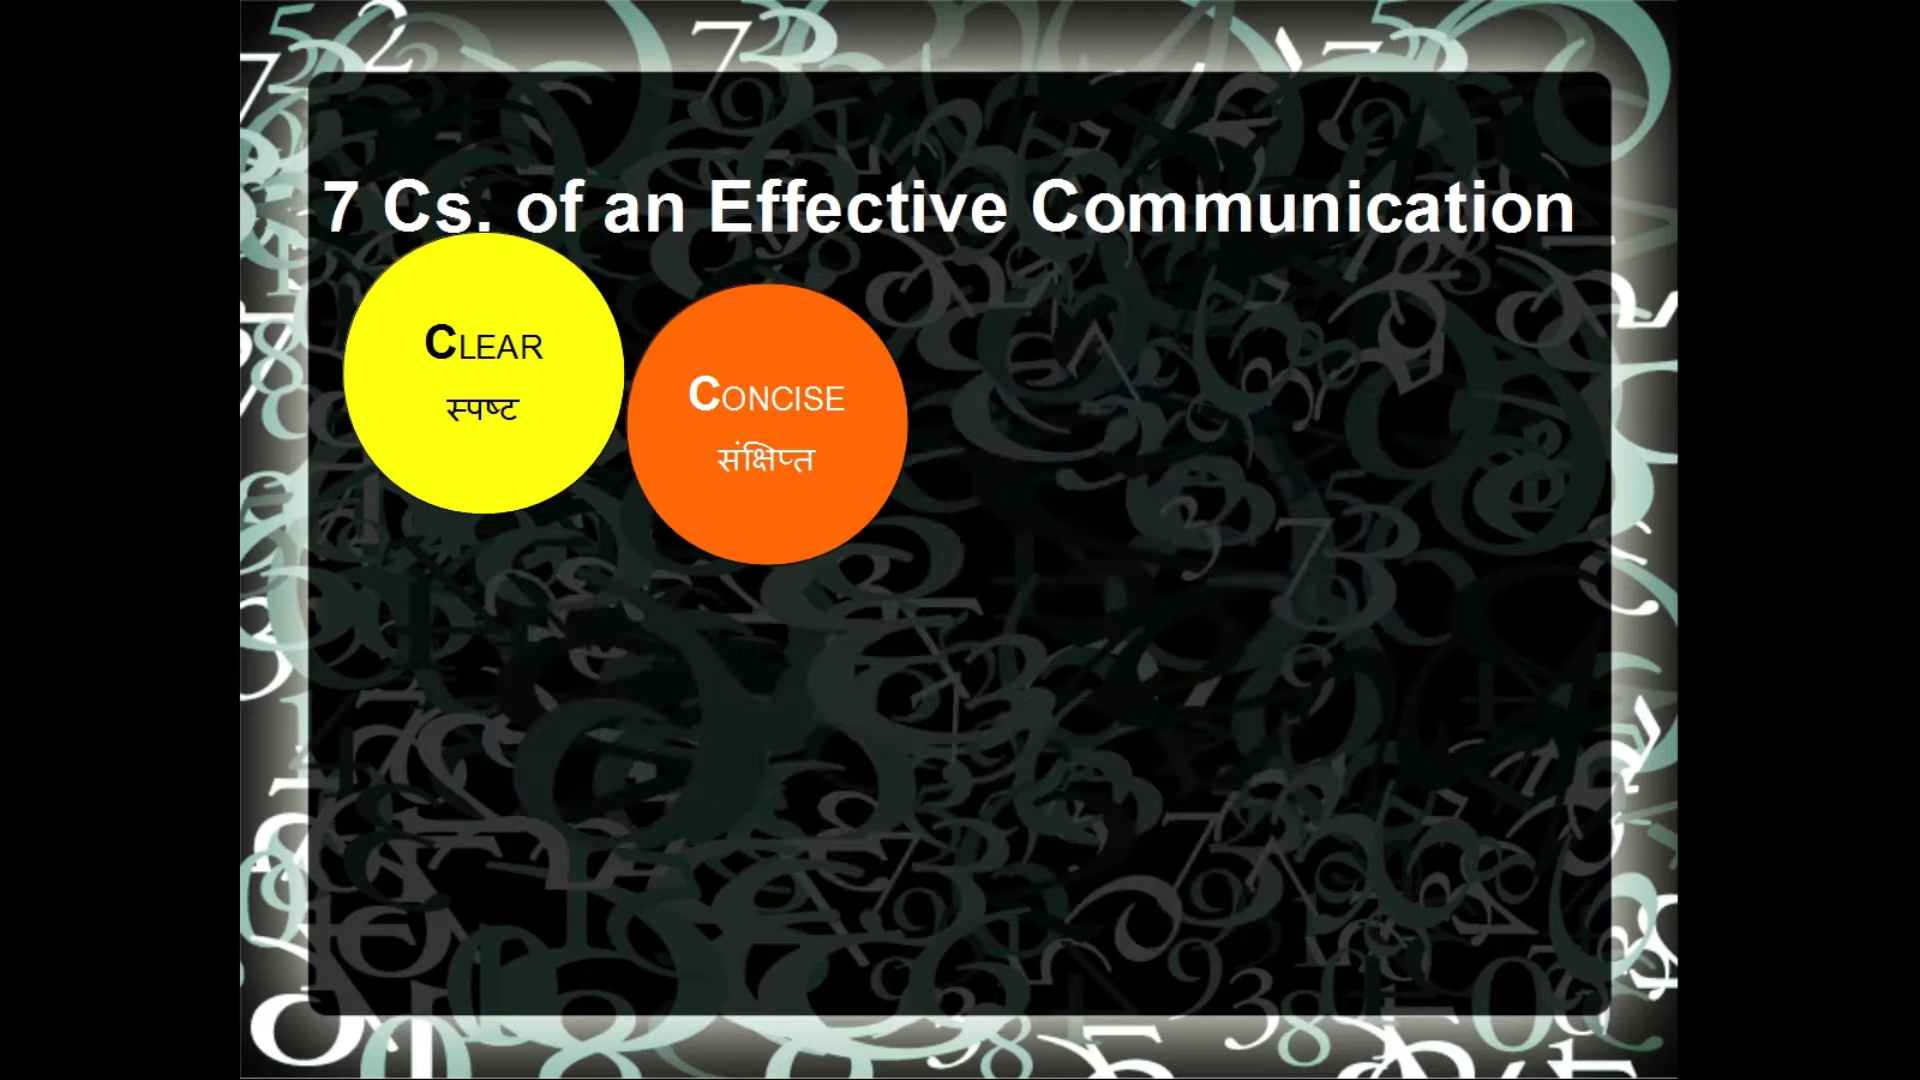 7 Cs. of an Effective Communication
CLEAR
स्पष्ट
CONCISE
संक्षिप्त